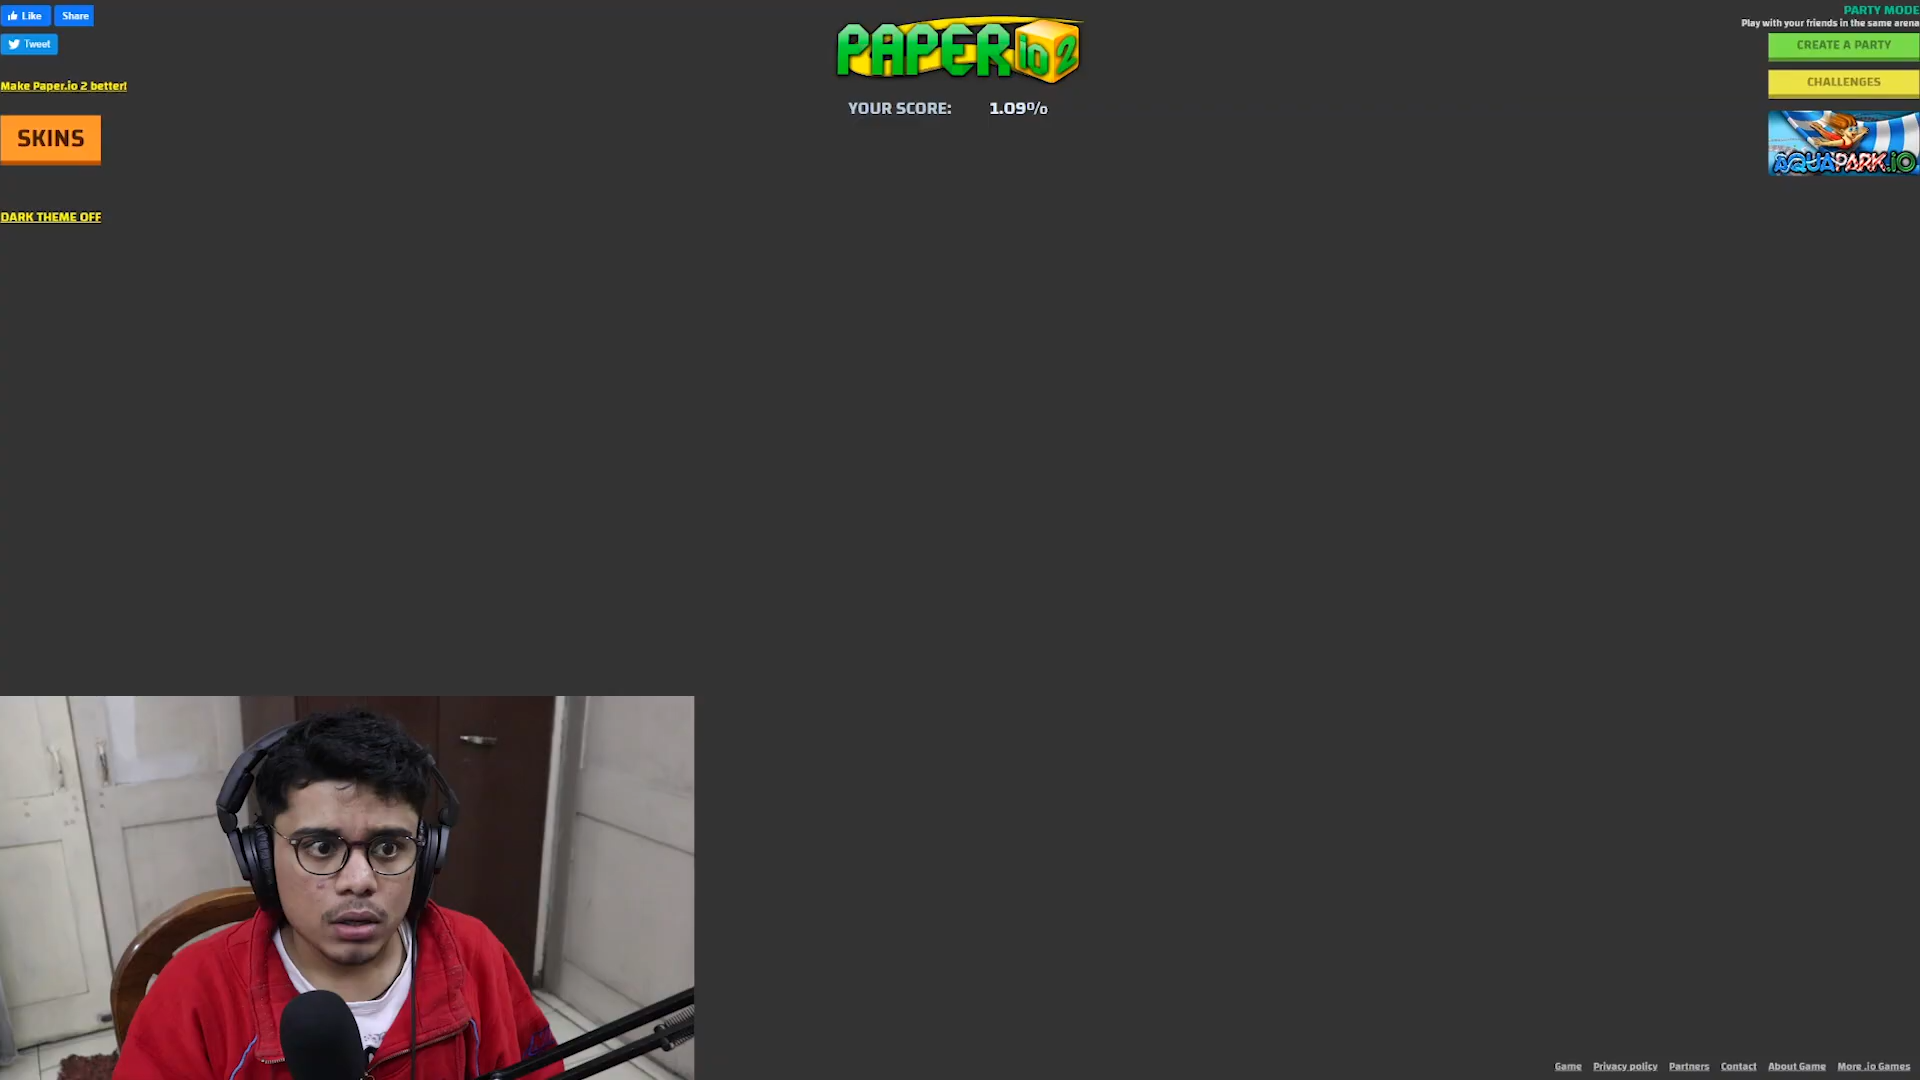 Like Share
Tweet
Make Paper.io 2 better!
SKINS
DARK THEME OFF
PAPER io 2
YOUR SCORE: 1.09%
PARTY MODE
Play with your friends in the same arena
CREATE A PARTY
CHALLENGES
AQUAPARK.IO
Game Privacy policy Partners Contact About Game More .io Games